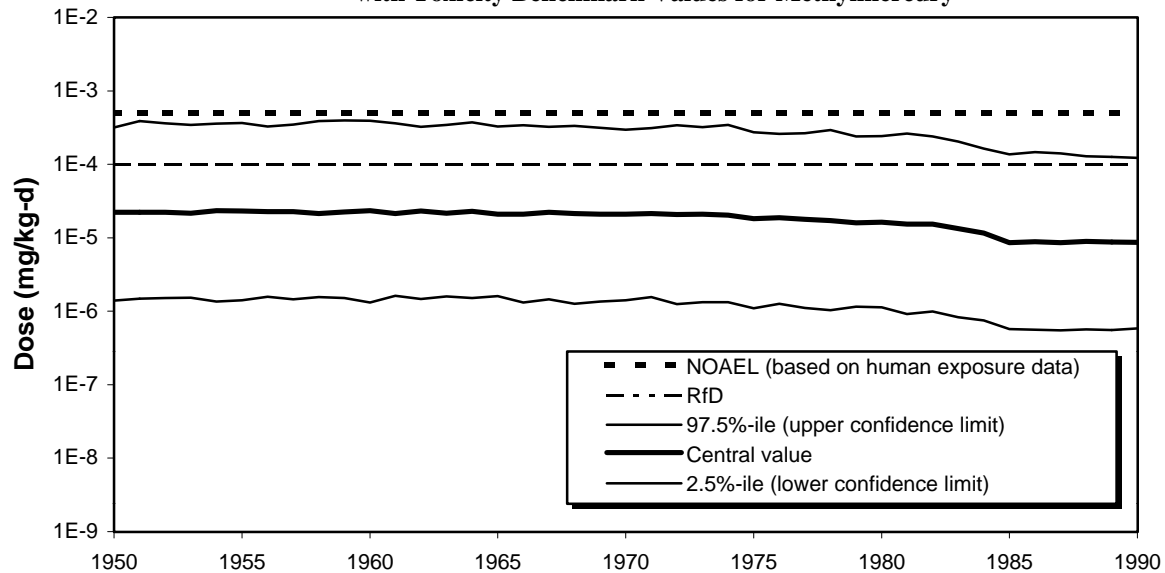 with Toxicity Benchmark Values for Methylmercury
1E-2
1E-3
1E-4
1E-5
1E-6
1E-7
1E-8
1E-9
Dose (mg/kg-d)
NOAEL (based on human exposure data)
RfD
97.5%-ile (upper confidence limit)
Central value
2.5%-ile (lower confidence limit)
1950 1955 1960 1965 1970 1975 1980 1985 1990